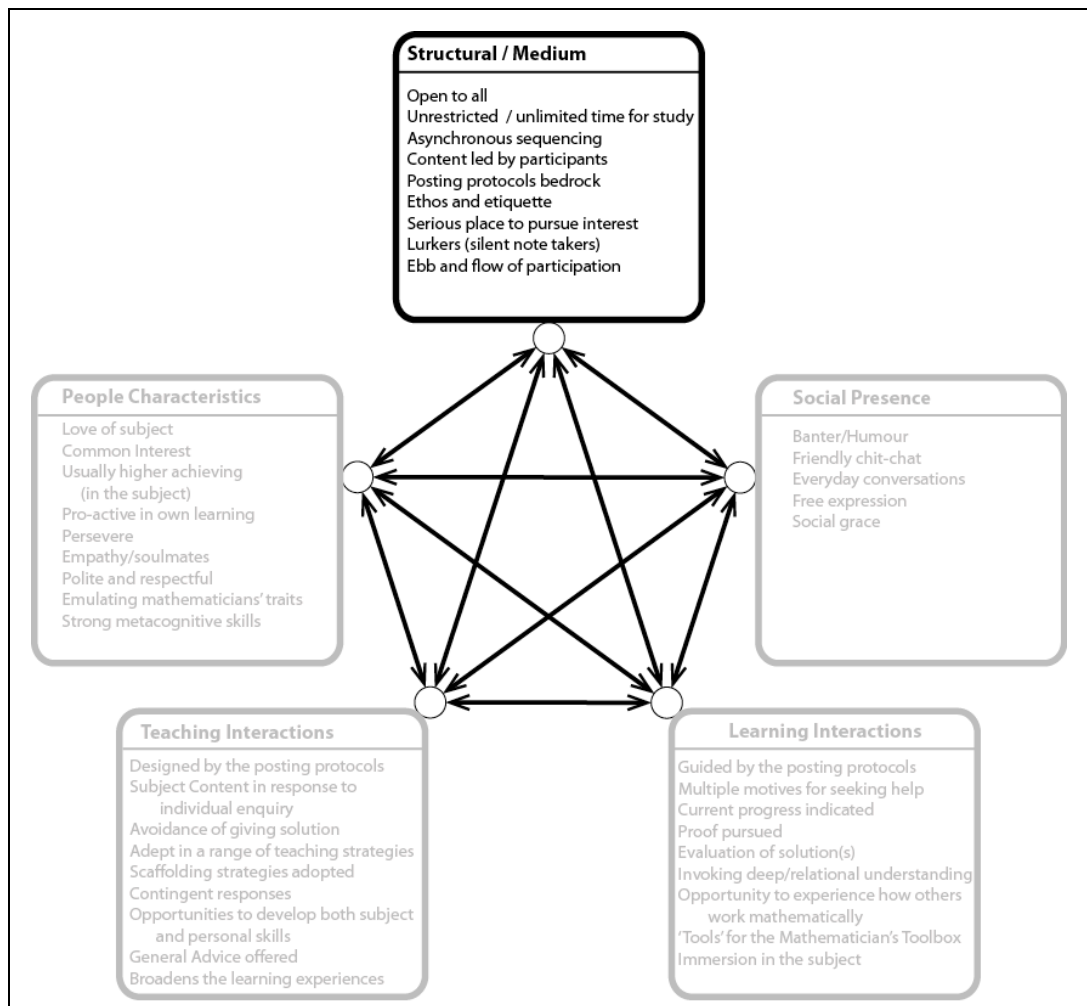 Structural / Medium
Open to all
Unrestricted / unlimited time for study
Asynchronous sequencing
Content led by participants
Posting protocols bedrock
Ethos and etiquette
Serious place to pursue interest
Lurkers (silent note takers)
Ebb and flow of participation
People Characteristics
Love of subject
Common Interest
Usually higher achieving
(in the subject)
Pro-active in own learning
Persevere
Empathy/soulmates
Polite and respectful
Emulating mathematicians' traits
Strong metacognitive skills
Social Presence
Banter/Humour
Friendly chit-chat
Everyday conversations
Free expression
Social grace
Teaching Interactions
Designed by the posting protocols
Subject Content in response to
individual enquiry
Avoidance of giving solution
Adept in a range of teaching strategies
Scaffolding strategies adopted
Contingent responses
Opportunities to develop both subject
and personal skills
General Advice offered
Broadens the learning experiences
Learning Interactions
Guided by the posting protocols
Multiple motives for seeking help
Current progress indicated
Proof pursued
Evaluation of solution(s)
Invoking deep/relational understanding
Opportunity to experience how others
work mathematically
'Tools' for the Mathematician's Toolbox
Immersion in the subject